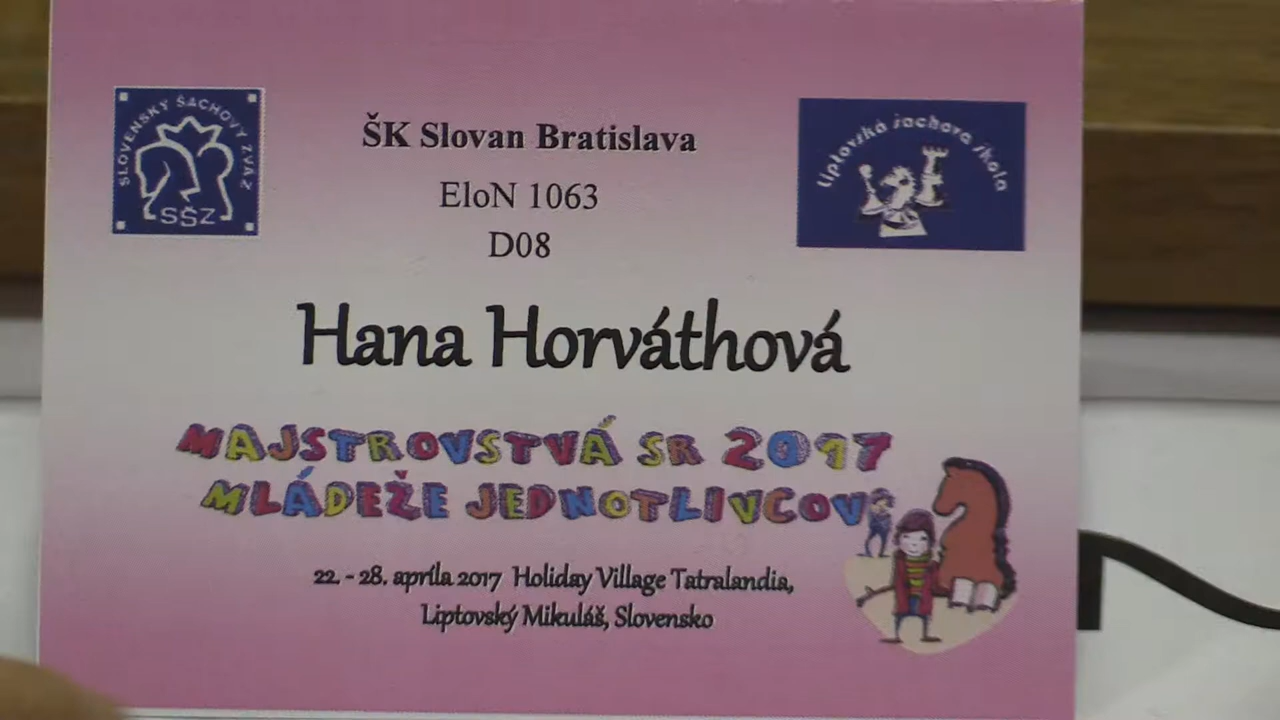 SLOVENSKÝ ŠACHOVÝ ZVÄZ
SŠZ
ŠK Slovan Bratislava
EloN 1063
D08
Liptovská šachová škola
Hana Horváthová
MAJSTROVSTVÁ SR 2017
MLÁDEŽE JEDNOTLIVCOV
22. - 28. apríla 2017 Holiday Village Tatralandia,
Liptovský Mikuláš, Slovensko